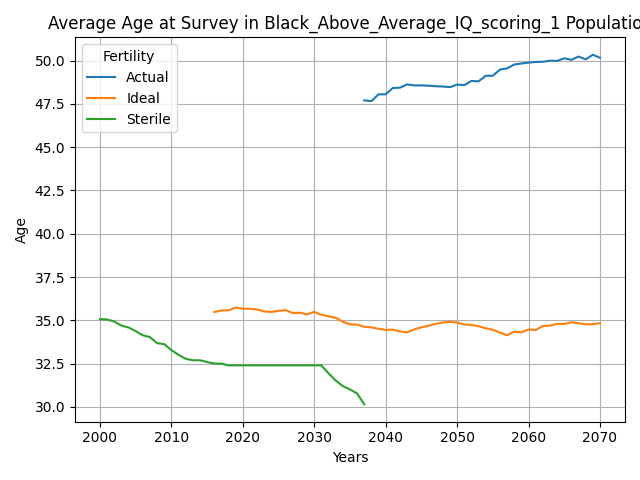 Average Age at Survey in Black_Above_Average_IQ_scoring_1 Populatio
Fertility
Actual
Ideal
Sterile
50.0
47.5
45.0
42.5
40.0
37.5
35.0
32.5
30.0
Age
2000 2010 2020 2030 2040 2050 2060 2070
Years